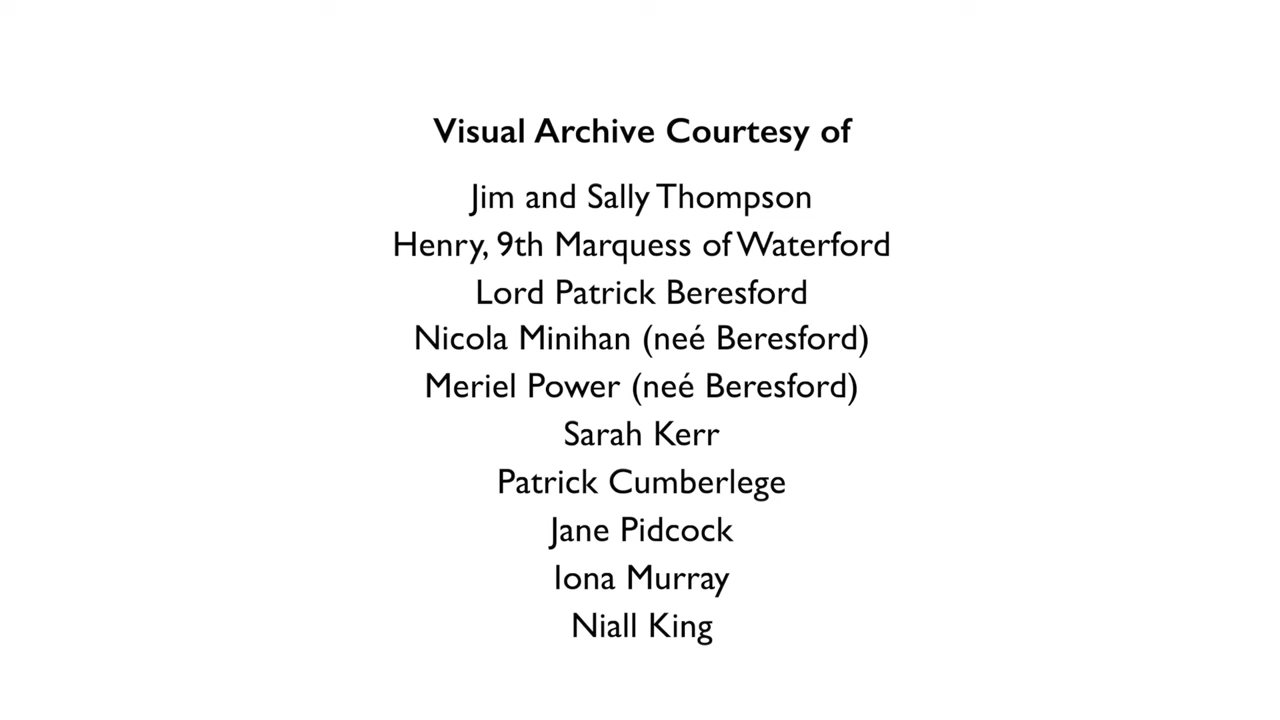 Visual Archive Courtesy of
Jim and Sally Thompson
Henry, 9th Marquess of Waterford
Lord Patrick Beresford
Nicola Minihan (neé Beresford)
Meriel Power (neé Beresford)
Sarah Kerr
Patrick Cumberlege
Jane Pidcock
Iona Murray
Niall King